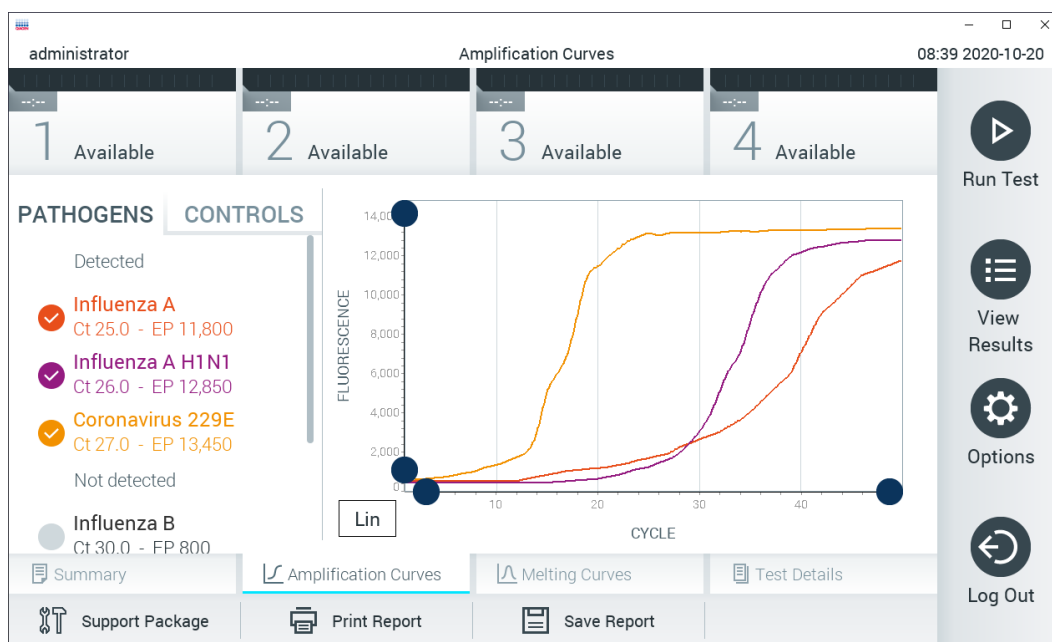 administrator
Amplification Curves
08:39 2020-10-20
--:--
1 Available
--:--
2 Available
--:--
3 Available
--:--
4 Available
Run Test
View
Results
Options
Log Out
PATHOGENS
CONTROLS
Detected
Influenza A
Ct 25.0 - EP 11,800
Influenza A H1N1
Ct 26.0 - EP 12,850
Coronavirus 229E
Ct 27.0 - EP 13,450
Not detected
Influenza B
Ct 30.0 - EP 800
FLUORESCENCE
12,000
10,000
8,000
6,000
4,000
2,000
0
10
20
30
40
CYCLE
Lin
Summary
Amplification Curves
Melting Curves
Test Details
Support Package
Print Report
Save Report